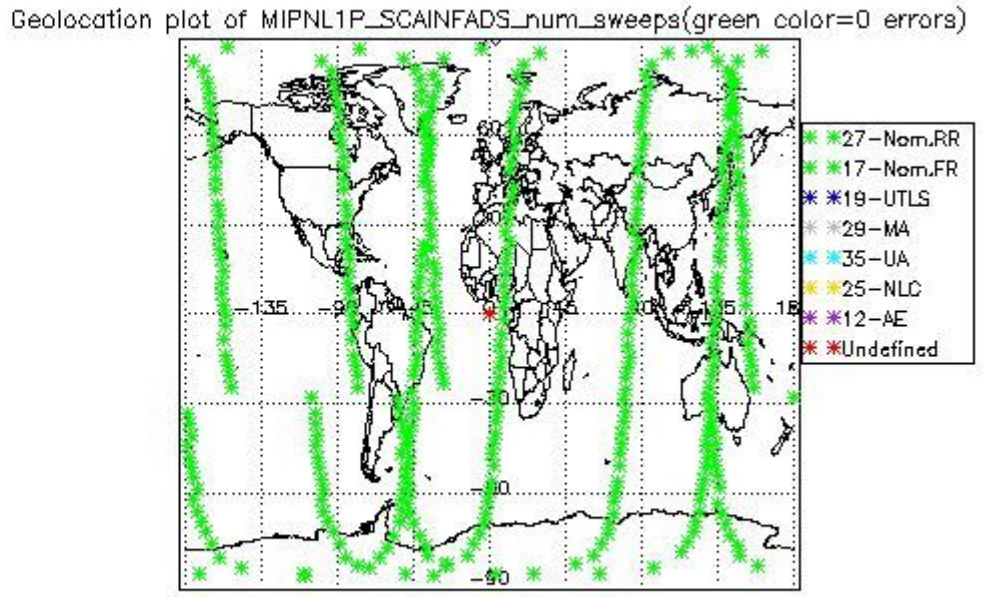 Geolocation plot of MIPNL1P_SCAINFADS_num_sweeps(green color=0 errors)
27-Nom.RR
17-Nom.FR
19-UTLS
29-MA
35-UA
25-NLC
12-AE
Undefined
-135
-30
-90